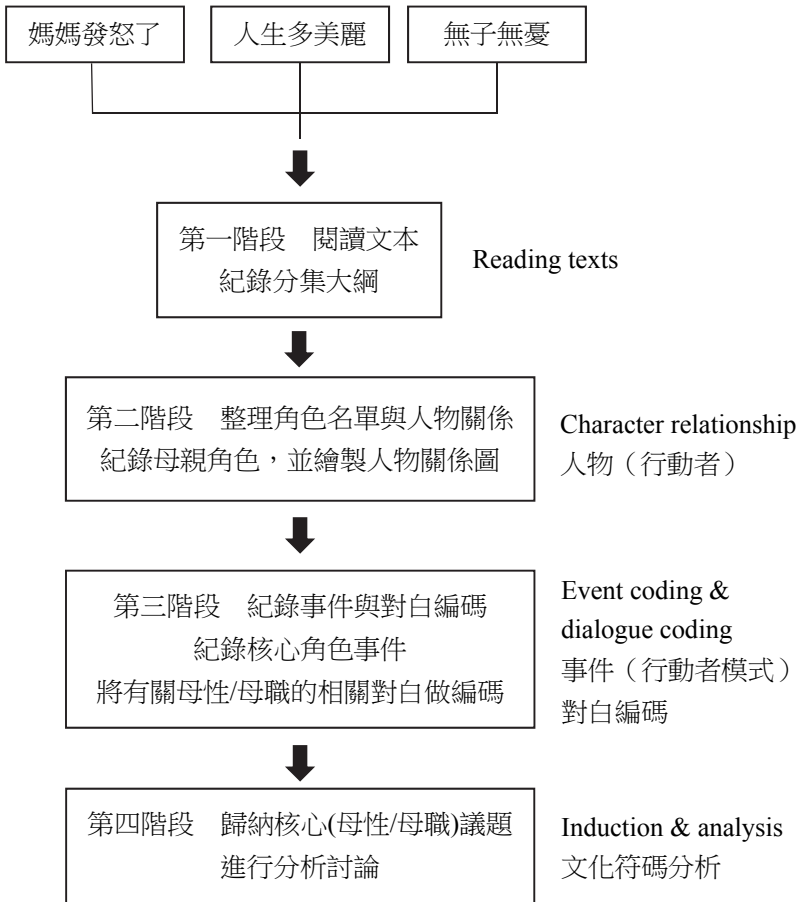 媽媽發怒了
人生多美麗
無子無憂
第一階段　閱讀文本
紀錄分集大綱
Reading texts
第二階段　整理角色名單與人物關係
紀錄母親角色，並繪製人物關係圖
Character relationship
人物（行動者）
第三階段　紀錄事件與對白編碼
紀錄核心角色事件
將有關母性/母職的相關對白做編碼
Event coding &
dialogue coding
事件（行動者模式）
對白編碼
第四階段　歸納核心(母性/母職)議題
進行分析討論
Induction & analysis
文化符碼分析